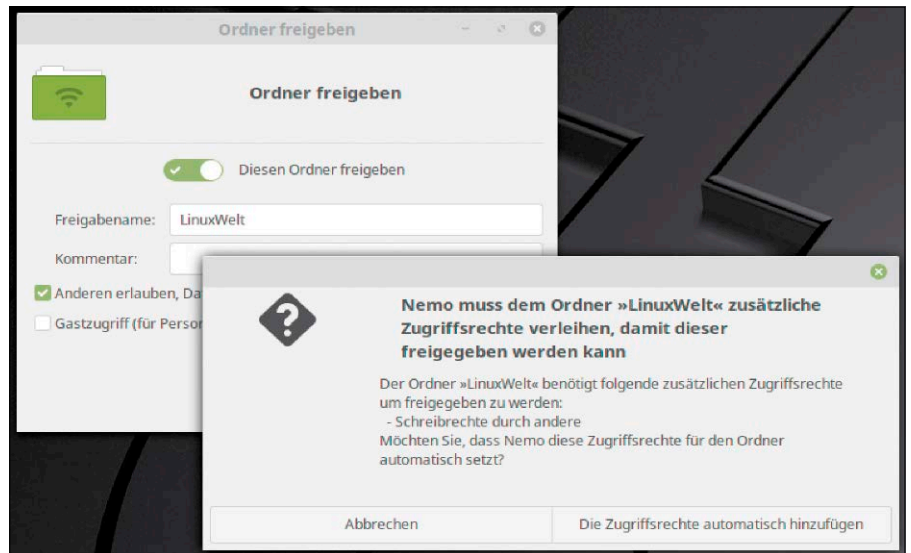 Ordner freigeben
Ordner freigeben
Diesen Ordner freigeben
Freigabename: LinuxWelt
Kommentar:
Anderen erlauben,
Gastzugriff (für
Nemo muss dem Ordner »LinuxWelt« zusätzliche
Zugriffsrechte verleihen, damit dieser
freigegeben werden kann
Der Ordner »LinuxWelt« benötigt folgende zusätzlichen Zugriffsrechte
um freigegeben zu werden:
- Schreibrechte durch andere
Möchten Sie, dass Nemo diese Zugriffsrechte für den Ordner
automatisch setzt?
Abbrechen
Die Zugriffsrechte automatisch hinzufügen